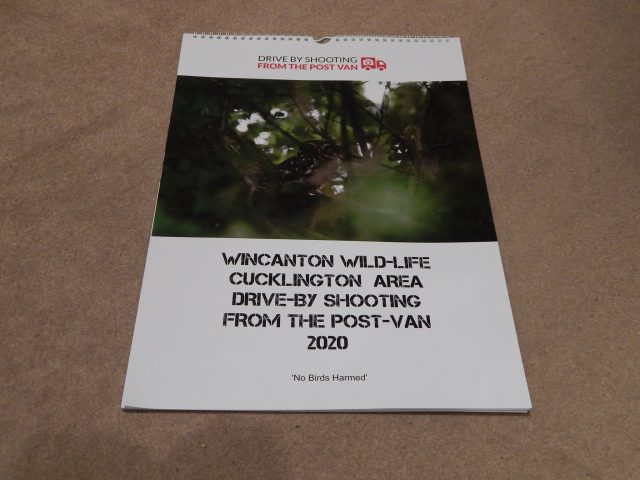 DRIVE BY SHOOTING
FROM THE POST VAN
WINCANTON WILD-LIFE
CUCKLINGTON AREA
DRIVE-BY SHOOTING
FROM THE POST-VAN
2020
'No Birds Harmed'